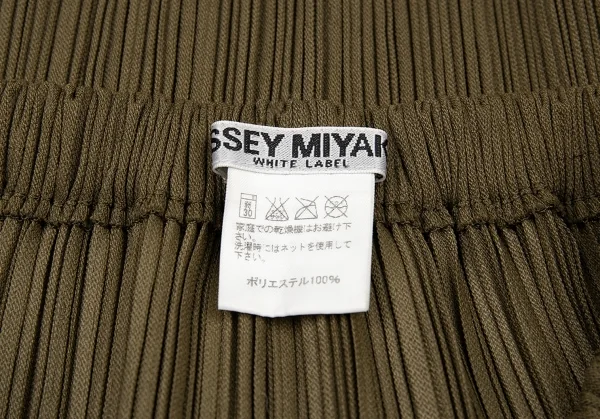 SSEY MIYAK
WHITE LABEL
弱
30
家庭での乾燥機はお避け下
さい。
洗濯時にはネットを使用して
下さい。
ポリエステル100%